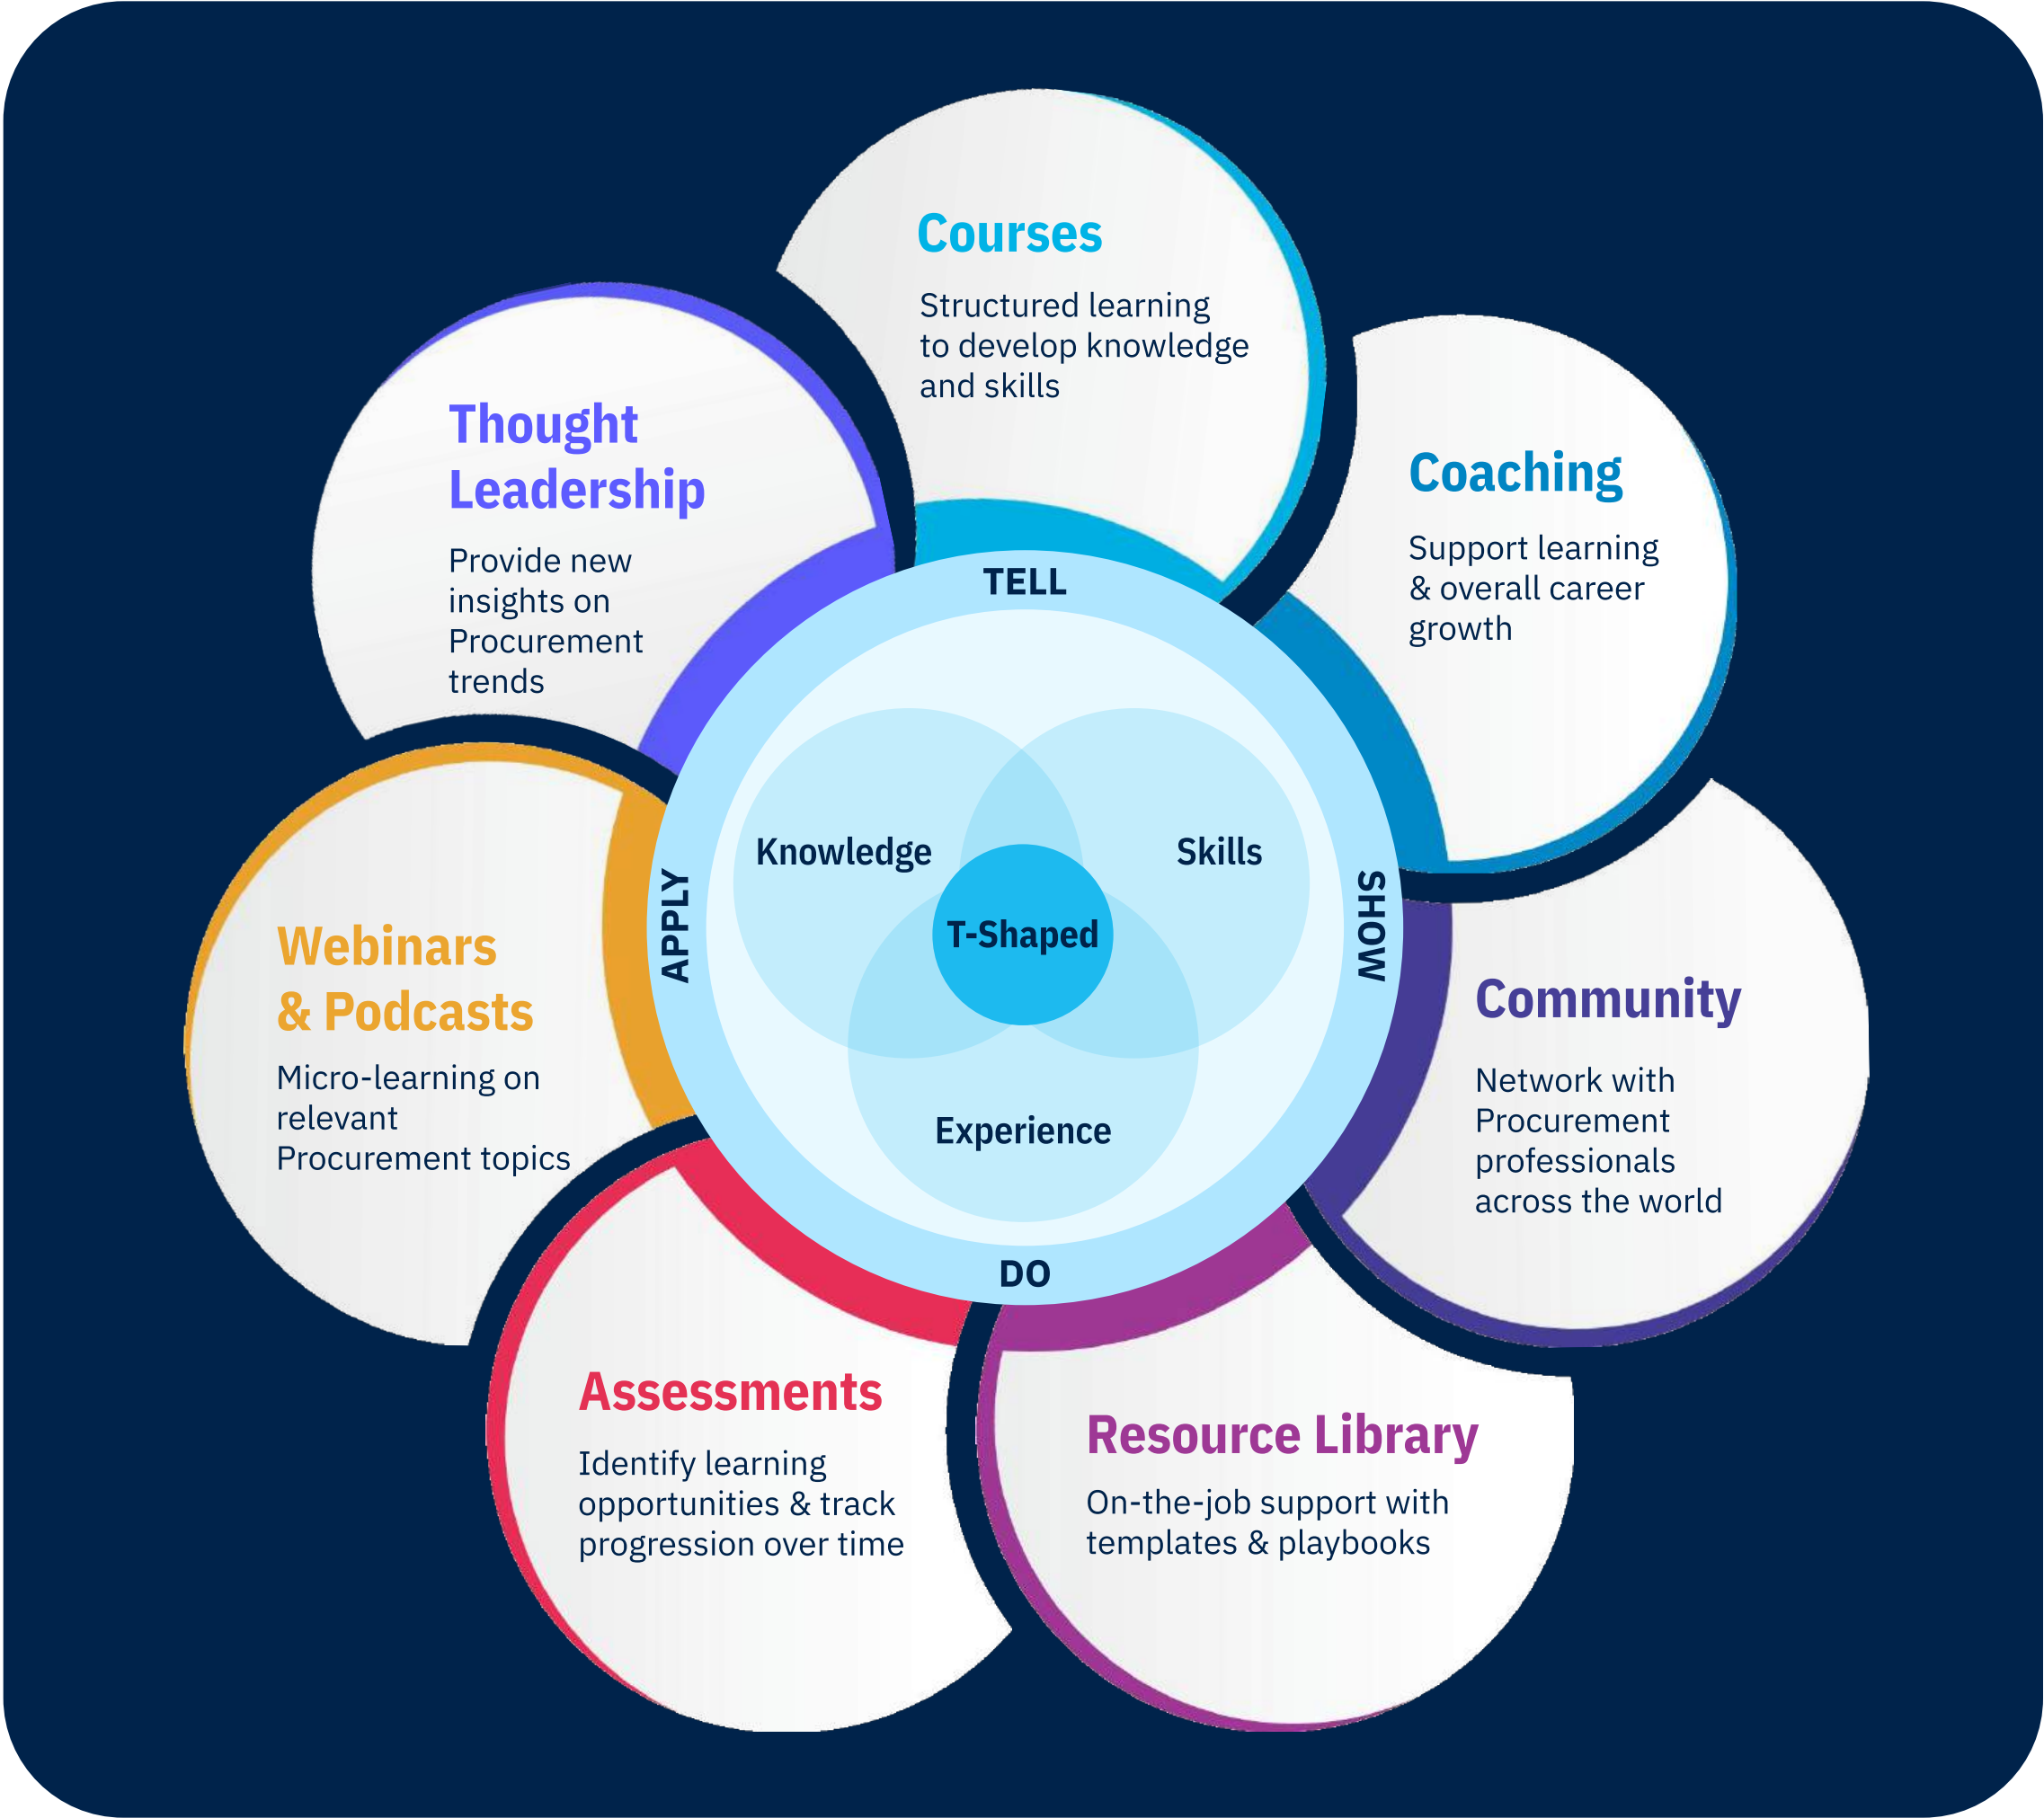 Courses
Structured learning
to develop knowledge
and skills
Coaching
Support learning
& overall career
growth
Community
Network with
Procurement
professionals
across the world
Resource Library
On-the-job support with
templates & playbooks
Assessments
Identify learning
opportunities & track
progression over time
Webinars
& Podcasts
Micro-learning on
relevant
Procurement topics
Thought
Leadership
Provide new
insights on
Procurement
trends
TELL
SHOW
DO
APPLY
Knowledge
Skills
T-Shaped
Experience